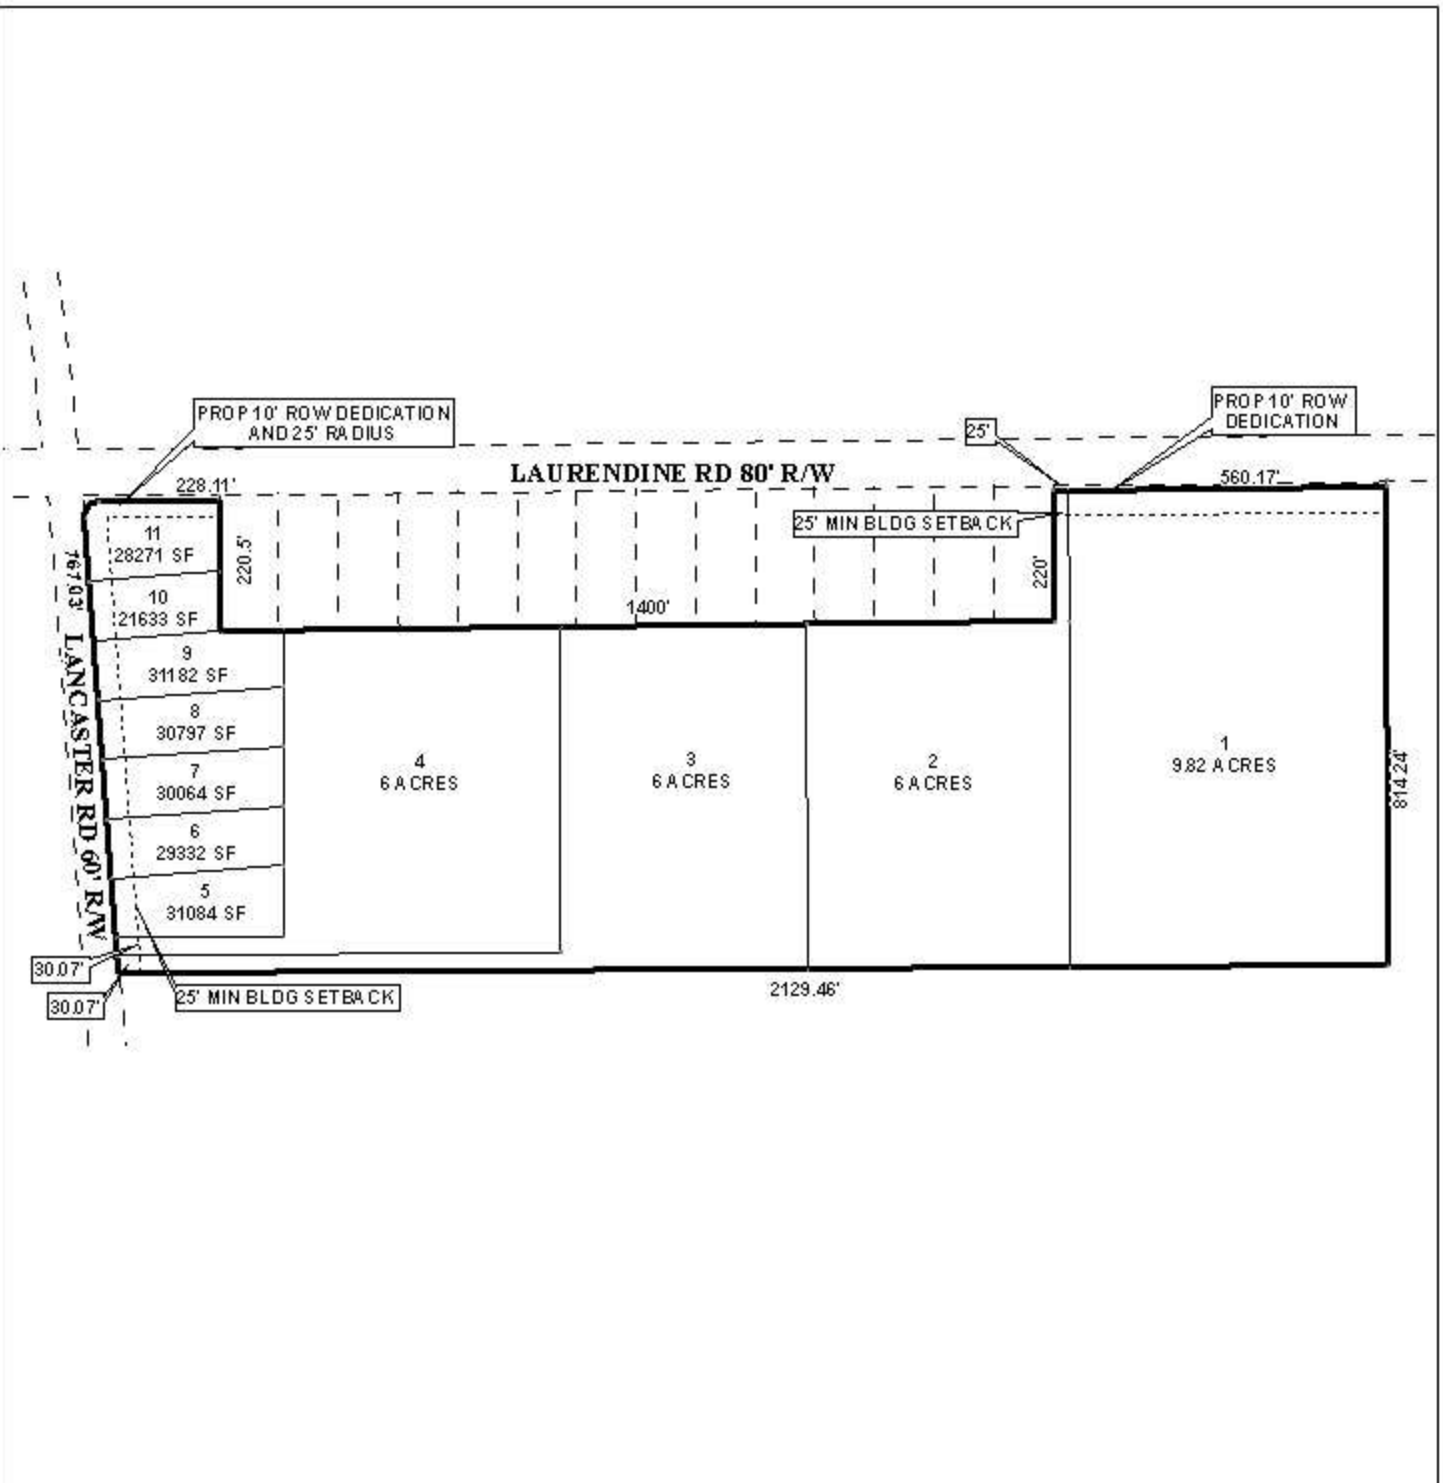 PROP 10' ROW DEDICATION
AND 25' RADIUS
PROP 10' ROW
DEDICATION
25'
LAURENDINE RD 80' R/W
228.11'
560.17'
25' MIN BLDG SETBACK
11
28271 SF
220.5'
220'
767.03'
10
21633 SF
1400'
LANCASTER RD 60' R/W
9
31182 SF
8
30797 SF
7
30064 SF
6
29332 SF
5
31084 SF
4
6 ACRES
3
6 ACRES
2
6 ACRES
1
9.82 ACRES
814.24'
30.07'
30.07'
25' MIN BLDG SETBACK
2129.46'